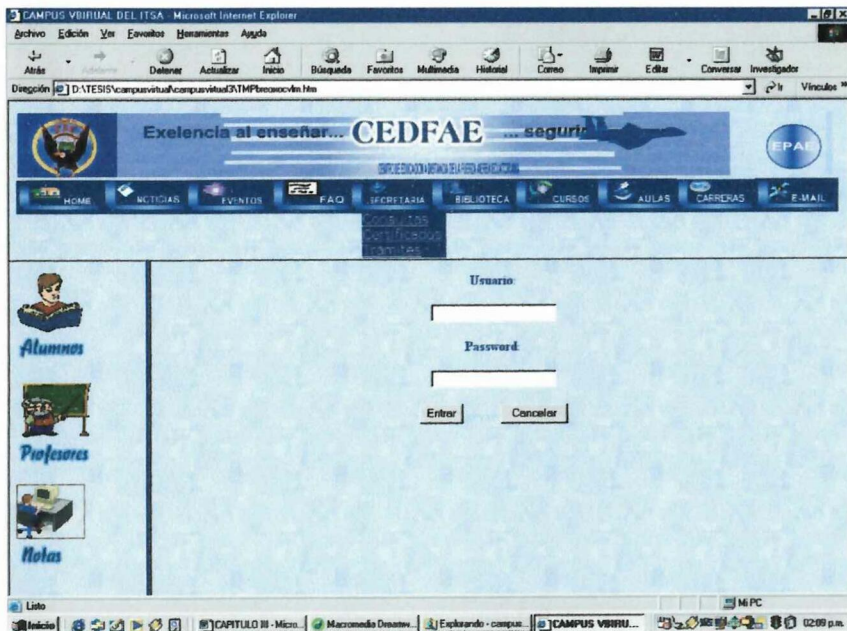 CAMPUS VBIRUAL DEL ITSA - Microsoft Internet Explorer
Archivo Edición Ver Favoritos Herramientas Ayuda
Atrás Adelante Detener Actualizar Inicio Búsqueda Favoritos Multimedia Historial Correo Imprimir Editar Conversar Investigador
Dirección D:\TESIS\campusvirtual\campusvirtual3\TMPbreoxocvlm.htm Ir Vínculos »
Exelencia al enseñar... CEDFAE ... seguri
EPAE
HOME NOTICIAS EVENTOS FAQ SECRETARIA BIBLIOTECA CURSOS AULAS CARRERAS E-MAIL
Consultas
Certificados
Tramites
Usuario:
Password:
Entrar Cancelar
Alumnos
Profesores
Notas
Listo Mi PC
Inicio CAPITULO III - Micro... Macromedia Dreamw... Explorando - campus... CAMPUS VBIRU... 02:09 p.m.